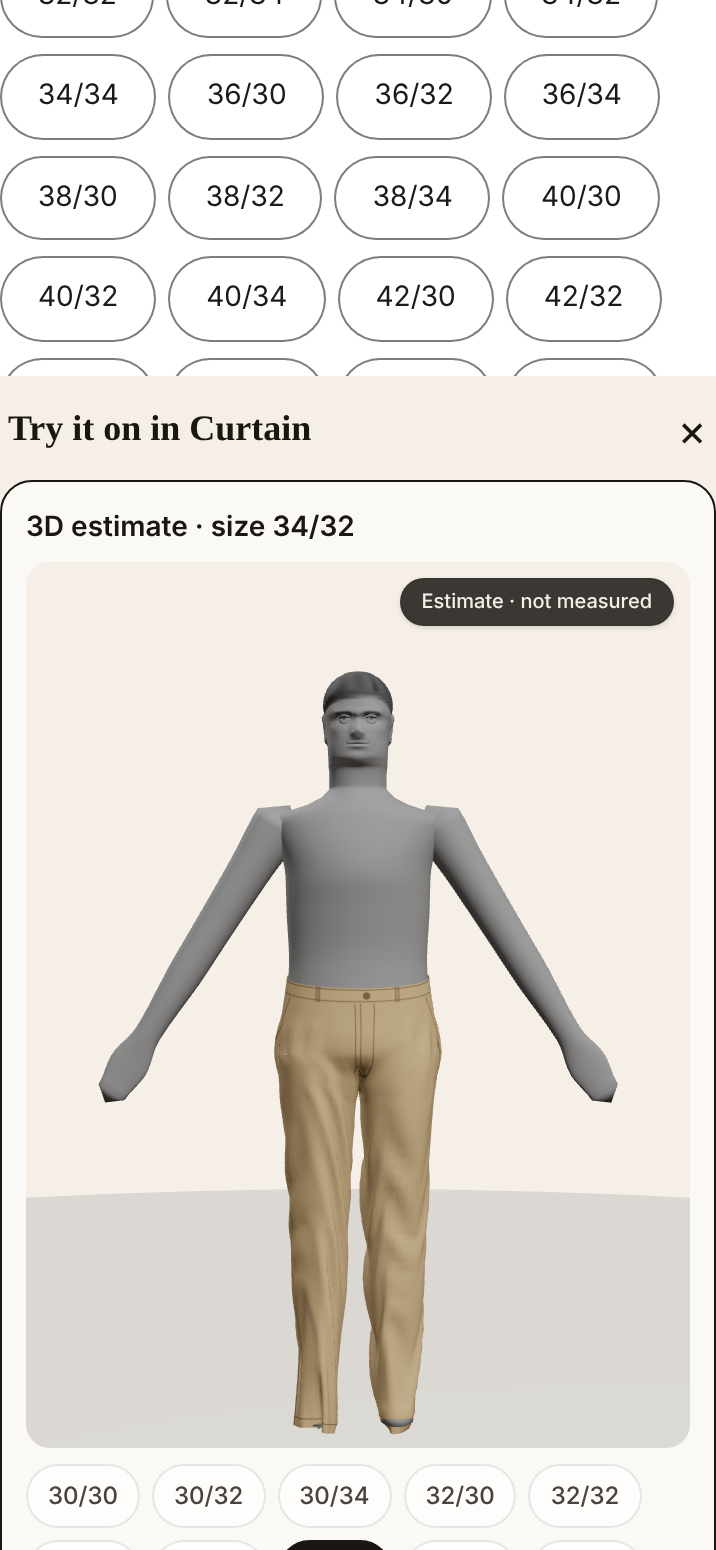 34/34 36/30 36/32 36/34
38/30 38/32 38/34 40/30
40/32 40/34 42/30 42/32
Try it on in Curtain
×
3D estimate · size 34/32
Estimate · not measured
30/30 30/32 30/34 32/30 32/32